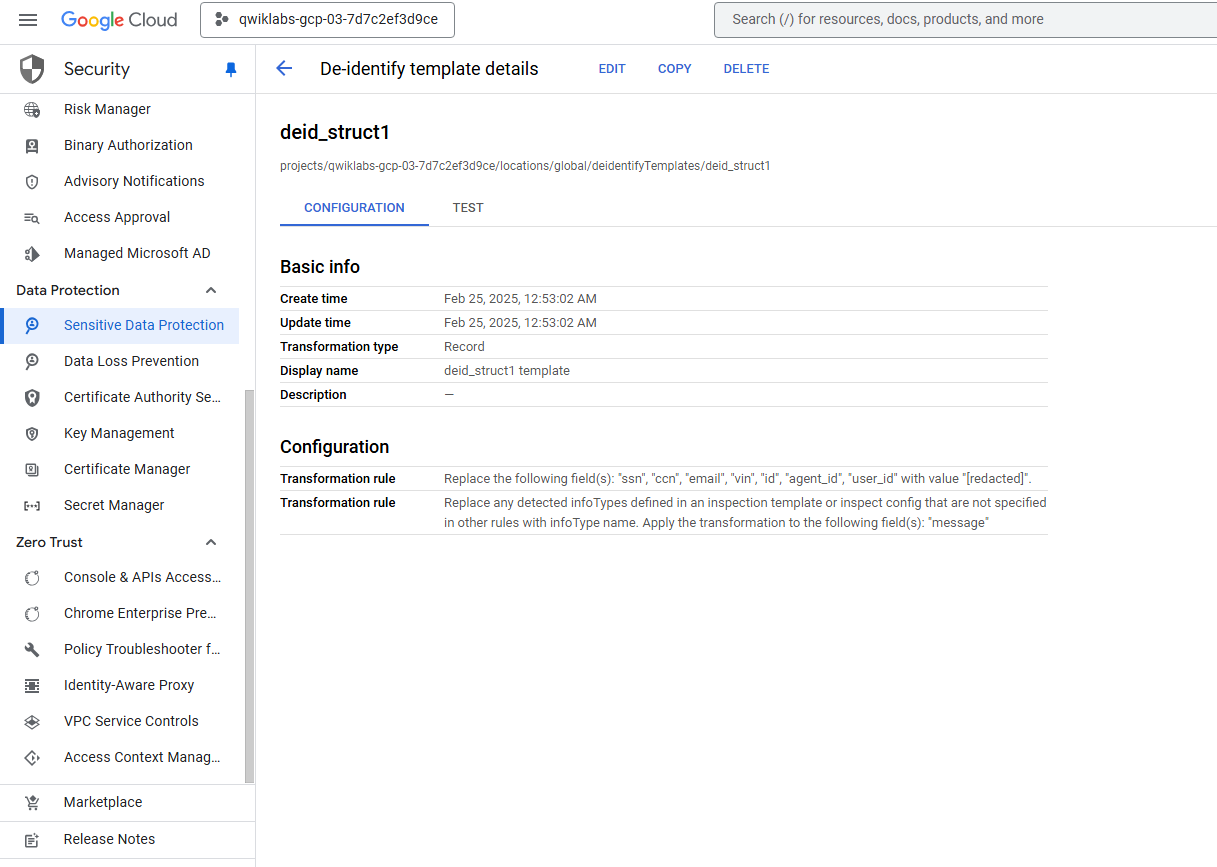 Google Cloud
qwiklabs-gcp-03-7d7c2ef3d9ce
Search (/) for resources, docs, products, and more
Security
De-identify template details
EDIT
COPY
DELETE
Risk Manager
Binary Authorization
Advisory Notifications
Access Approval
Managed Microsoft AD
Data Protection
Sensitive Data Protection
Data Loss Prevention
Certificate Authority Se...
Key Management
Certificate Manager
Secret Manager
Zero Trust
Console & APIs Access...
Chrome Enterprise Pre...
Policy Troubleshooter f...
Identity-Aware Proxy
VPC Service Controls
Access Context Manag...
Marketplace
Release Notes
deid_struct1
projects/qwiklabs-gcp-03-7d7c2ef3d9ce/locations/global/deidentifyTemplates/deid_struct1
CONFIGURATION
TEST
Basic info
Create time Feb 25, 2025, 12:53:02 AM
Update time Feb 25, 2025, 12:53:02 AM
Transformation type Record
Display name deid_struct1 template
Description —
Configuration
Transformation rule Replace the following field(s): "ssn", "ccn", "email", "vin", "id", "agent_id", "user_id" with value "[redacted]".
Transformation rule Replace any detected infoTypes defined in an inspection template or inspect config that are not specified
in other rules with infoType name. Apply the transformation to the following field(s): "message"